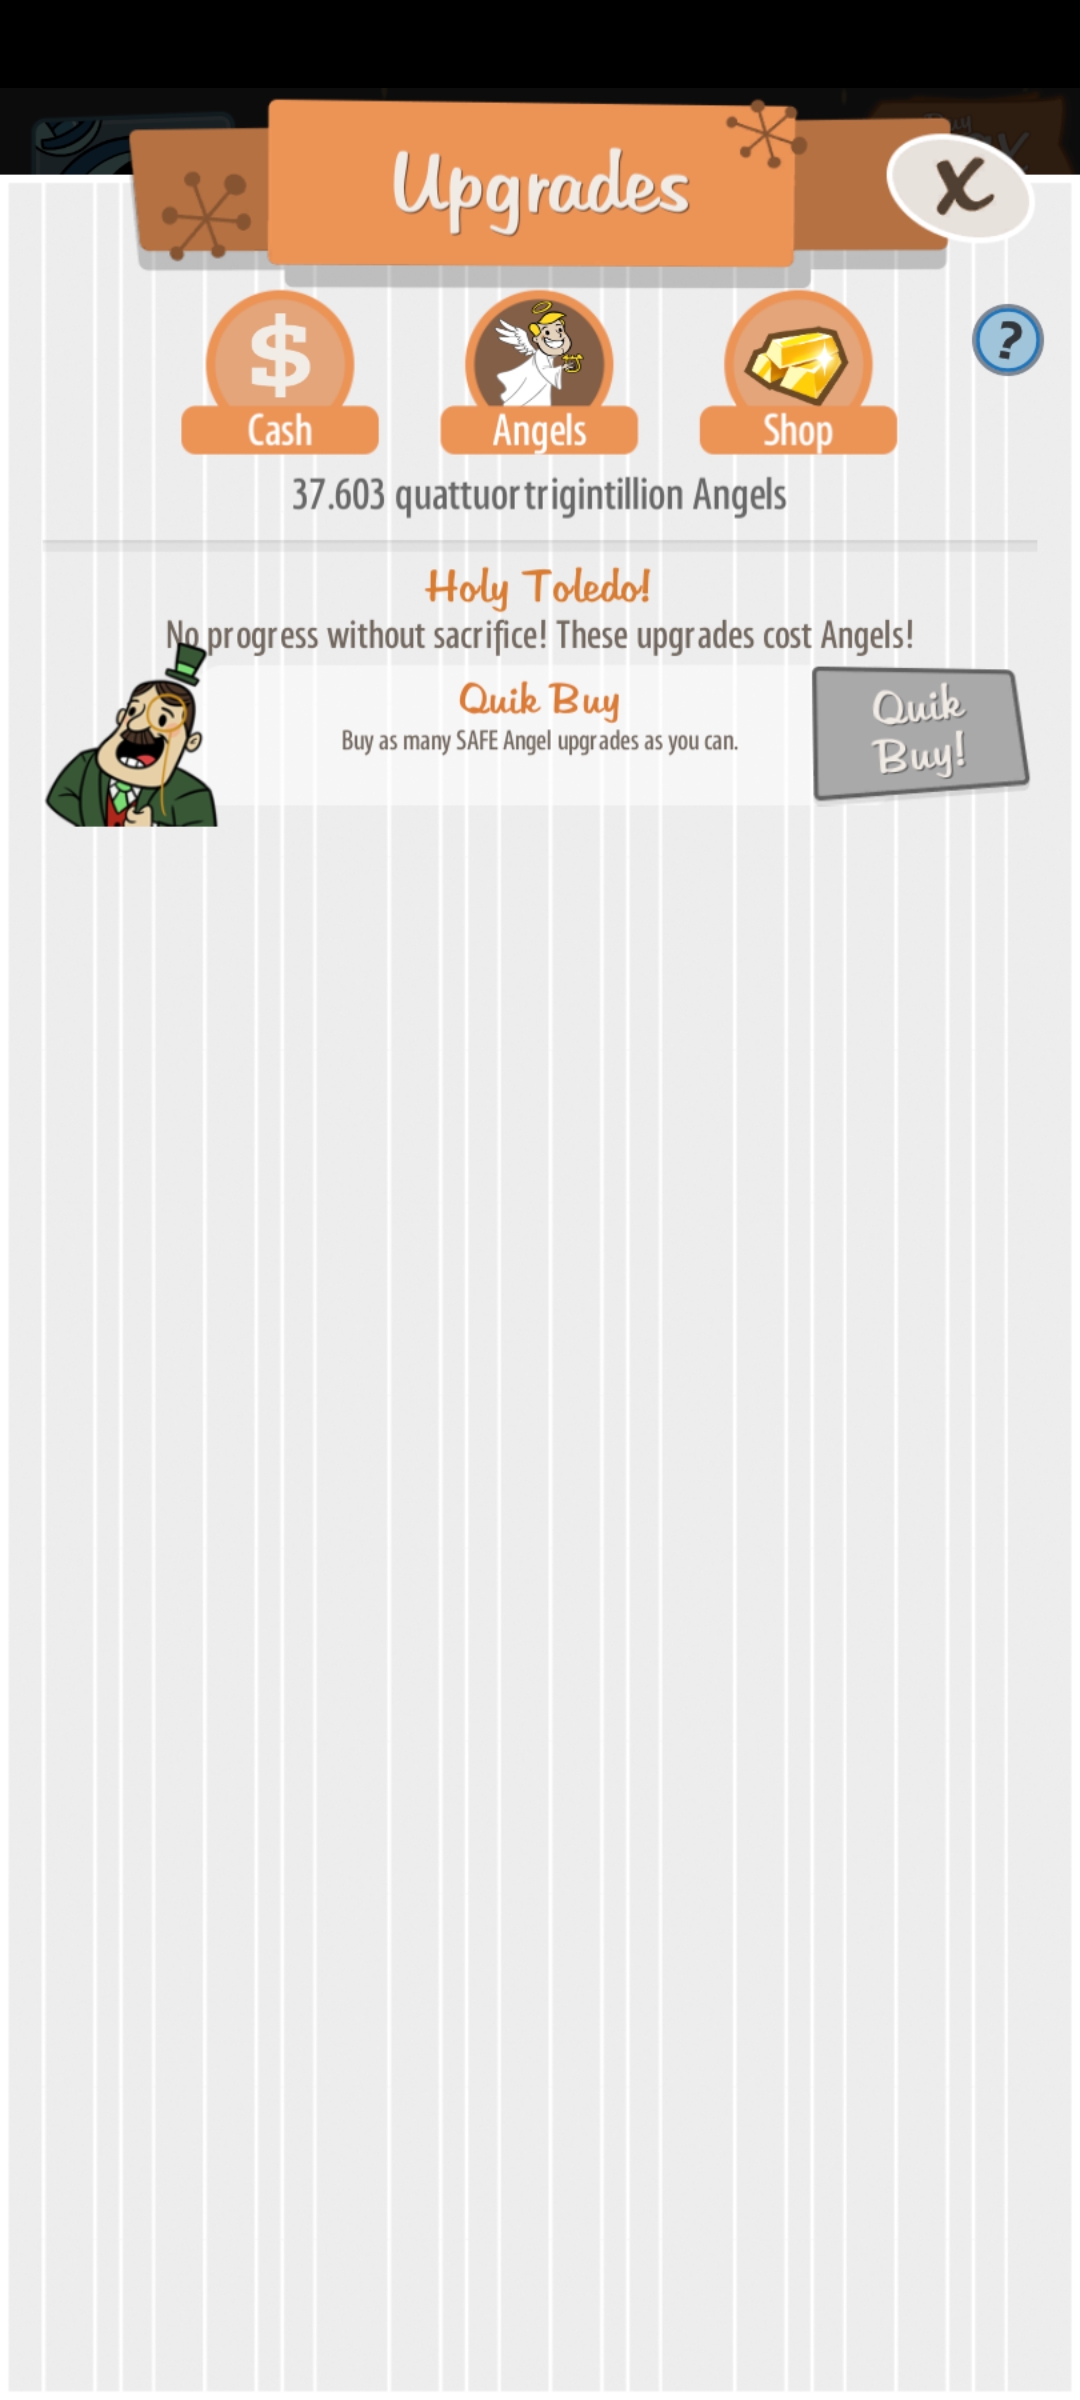 Upgrades
X
$
?
Cash
Angels
Shop
37.603 quattuortrigintillion Angels
Holy Toledo!
No progress without sacrifice! These upgrades cost Angels!
Quik Buy
Buy as many SAFE Angel upgrades as you can.
Quik
Buy!